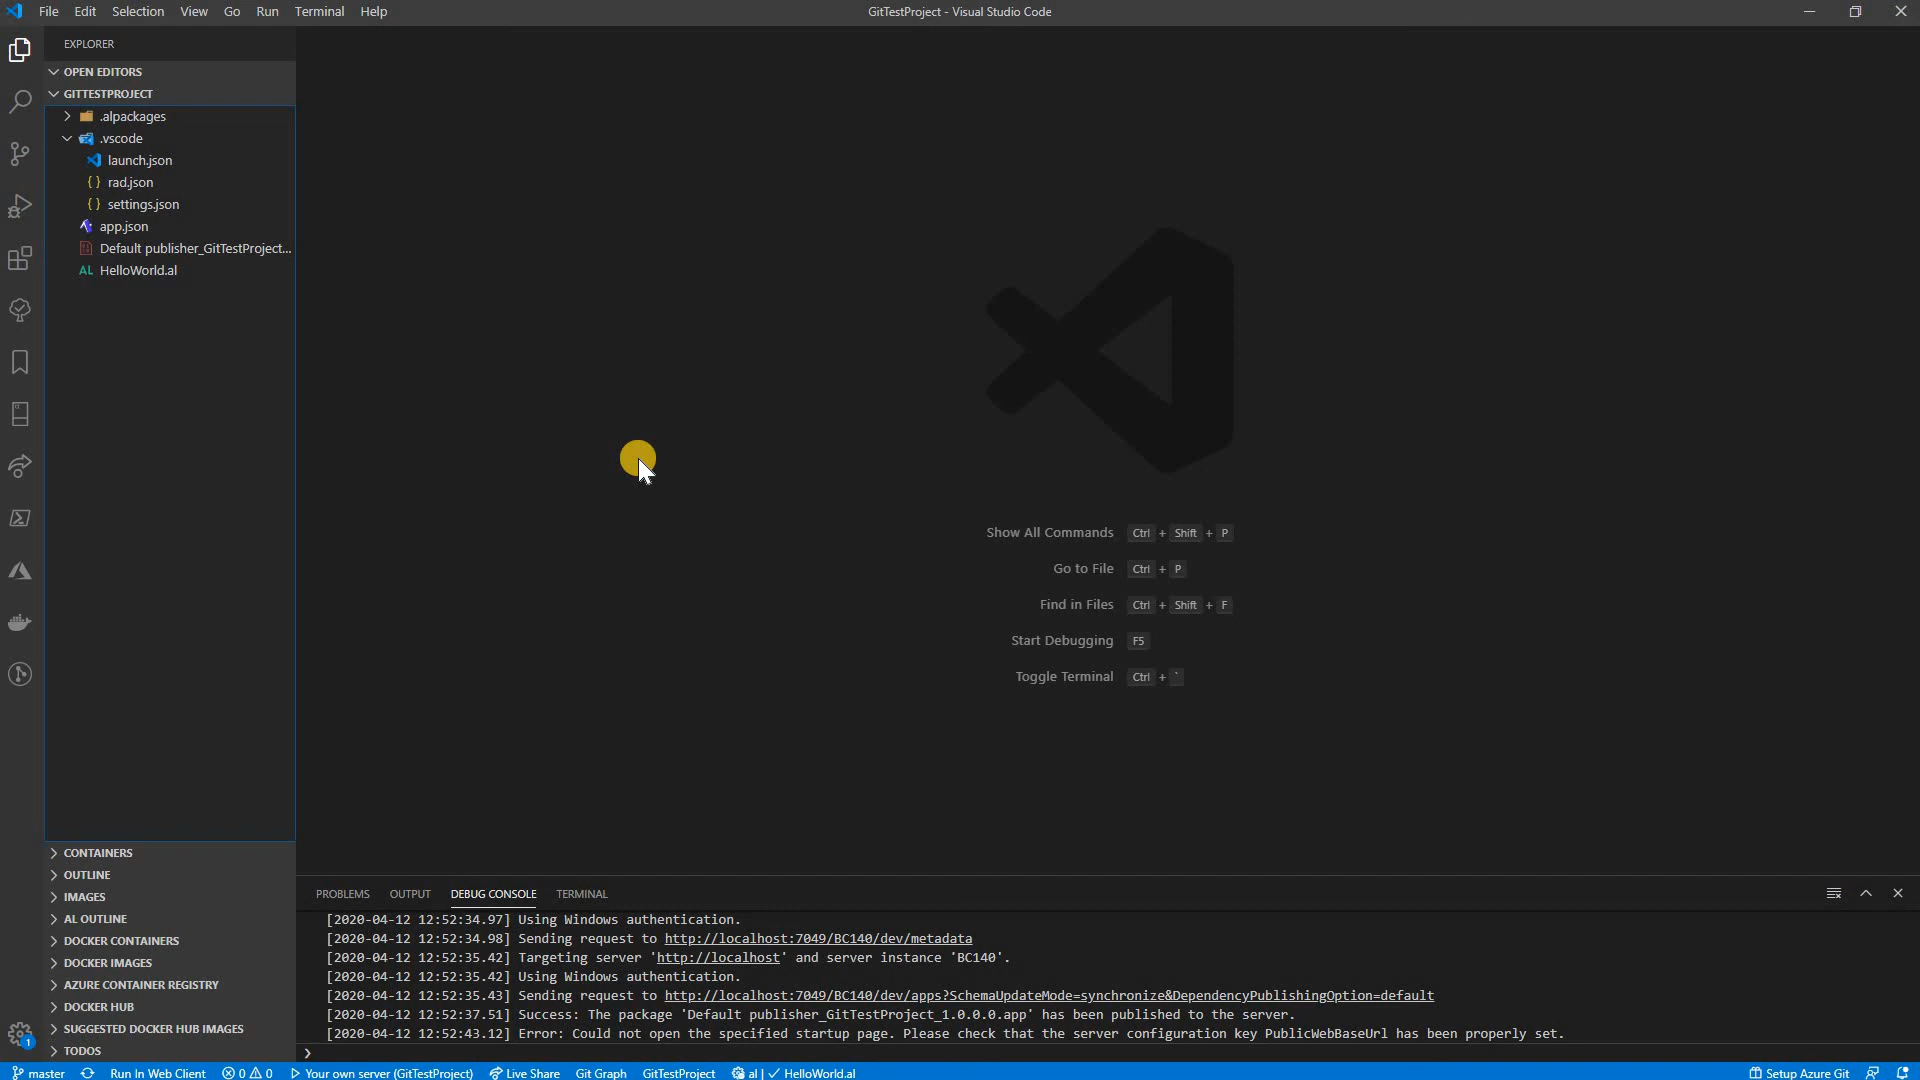 File Edit Selection View Go Run Terminal Help
GitTestProject - Visual Studio Code
EXPLORER
OPEN EDITORS
GITTESTPROJECT
.alpackages
.vscode
launch.json
rad.json
settings.json
app.json
Default publisher_GitTestProject...
AL HelloWorld.al
Show All Commands Ctrl + Shift + P
Go to File Ctrl + P
Find in Files Ctrl + Shift + F
Start Debugging F5
Toggle Terminal Ctrl + `
CONTAINERS
OUTLINE
IMAGES
AL OUTLINE
DOCKER CONTAINERS
DOCKER IMAGES
AZURE CONTAINER REGISTRY
DOCKER HUB
SUGGESTED DOCKER HUB IMAGES
TODOS
1
PROBLEMS OUTPUT DEBUG CONSOLE TERMINAL
[2020-04-12 12:52:34.97] Using Windows authentication.
[2020-04-12 12:52:34.98] Sending request to http://localhost:7049/BC140/dev/metadata
[2020-04-12 12:52:35.42] Targeting server 'http://localhost' and server instance 'BC140'.
[2020-04-12 12:52:35.42] Using Windows authentication.
[2020-04-12 12:52:35.43] Sending request to http://localhost:7049/BC140/dev/apps?SchemaUpdateMode=synchronize&DependencyPublishingOption=default
[2020-04-12 12:52:37.51] Success: The package 'Default publisher_GitTestProject_1.0.0.0.app' has been published to the server.
[2020-04-12 12:52:43.12] Error: Could not open the specified startup page. Please check that the server configuration key PublicWebBaseUrl has been properly set.
master Run In Web Client 0 0 Your own server (GitTestProject) Live Share Git Graph GitTestProject al | ✓ HelloWorld.al Setup Azure Git